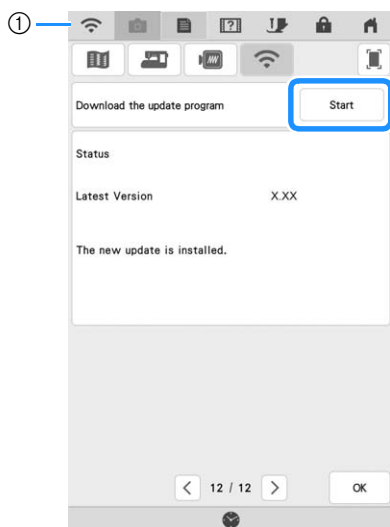 ①
Download the update program
Start
Status
Latest Version X.XX
The new update is installed.
12 / 12
OK